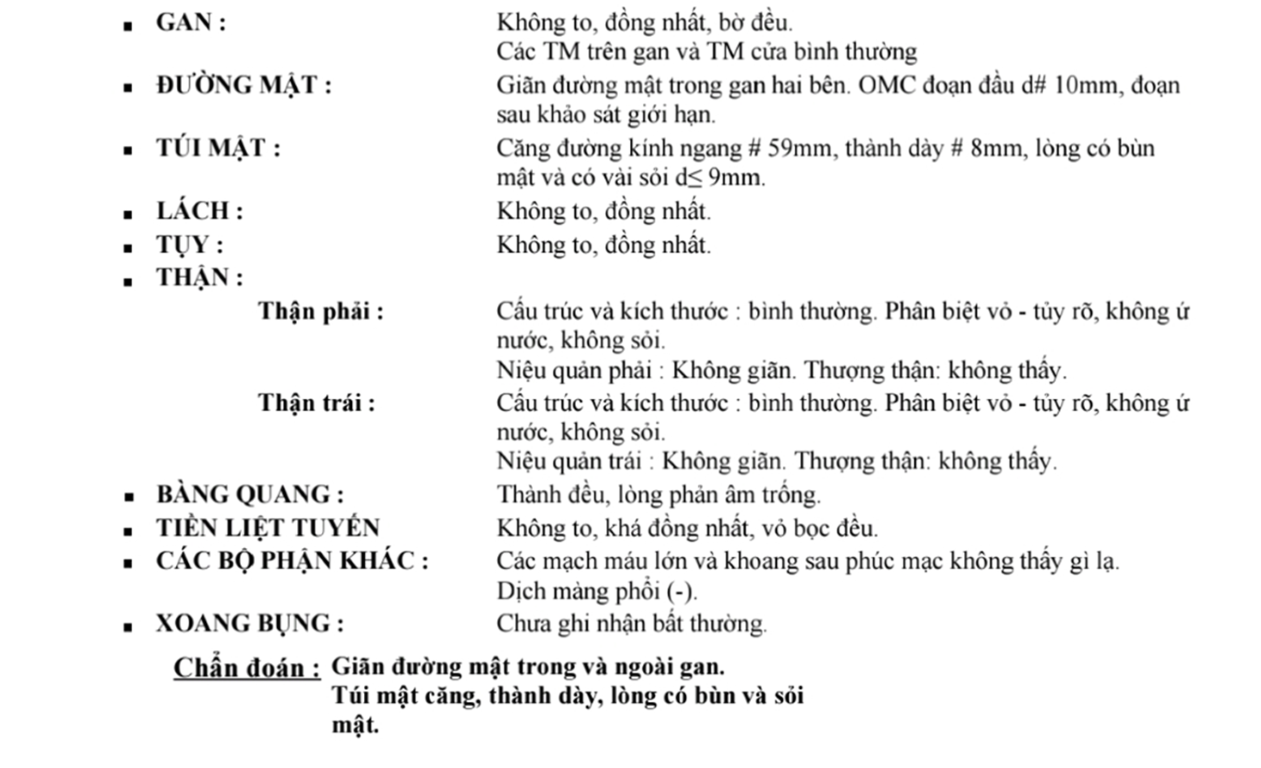 ▪ GAN : Không to, đồng nhất, bờ đều.
Các TM trên gan và TM cửa bình thường
▪ ĐƯỜNG MẬT : Giãn đường mật trong gan hai bên. OMC đoạn đầu d# 10mm, đoạn
sau khảo sát giới hạn.
▪ TÚI MẬT : Căng đường kính ngang # 59mm, thành dày # 8mm, lòng có bùn
mật và có vài sỏi d≤ 9mm.
▪ LÁCH : Không to, đồng nhất.
▪ TỤY : Không to, đồng nhất.
▪ THẬN :
Thận phải : Cấu trúc và kích thước : bình thường. Phân biệt vỏ - tủy rõ, không ứ
nước, không sỏi.
Niệu quản phải : Không giãn. Thượng thận: không thấy.
Thận trái : Cấu trúc và kích thước : bình thường. Phân biệt vỏ - tủy rõ, không ứ
nước, không sỏi.
Niệu quản trái : Không giãn. Thượng thận: không thấy.
▪ BÀNG QUANG : Thành đều, lòng phản âm trống.
▪ TIỀN LIỆT TUYẾN Không to, khá đồng nhất, vỏ bọc đều.
▪ CÁC BỘ PHẬN KHÁC : Các mạch máu lớn và khoang sau phúc mạc không thấy gì lạ.
Dịch màng phổi (-).
▪ XOANG BỤNG : Chưa ghi nhận bất thường.
Chẩn đoán : Giãn đường mật trong và ngoài gan.
Túi mật căng, thành dày, lòng có bùn và sỏi
mật.